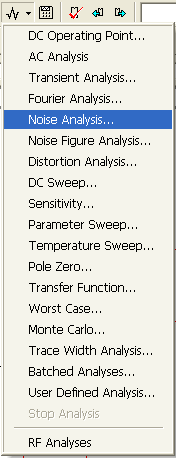 DC Operating Point...
AC Analysis
Transient Analysis...
Fourier Analysis...
Noise Analysis...
Noise Figure Analysis...
Distortion Analysis...
DC Sweep...
Sensitivity...
Parameter Sweep...
Temperature Sweep...
Pole Zero...
Transfer Function...
Worst Case...
Monte Carlo...
Trace Width Analysis...
Batched Analyses...
User Defined Analysis...
Stop Analysis
RF Analyses